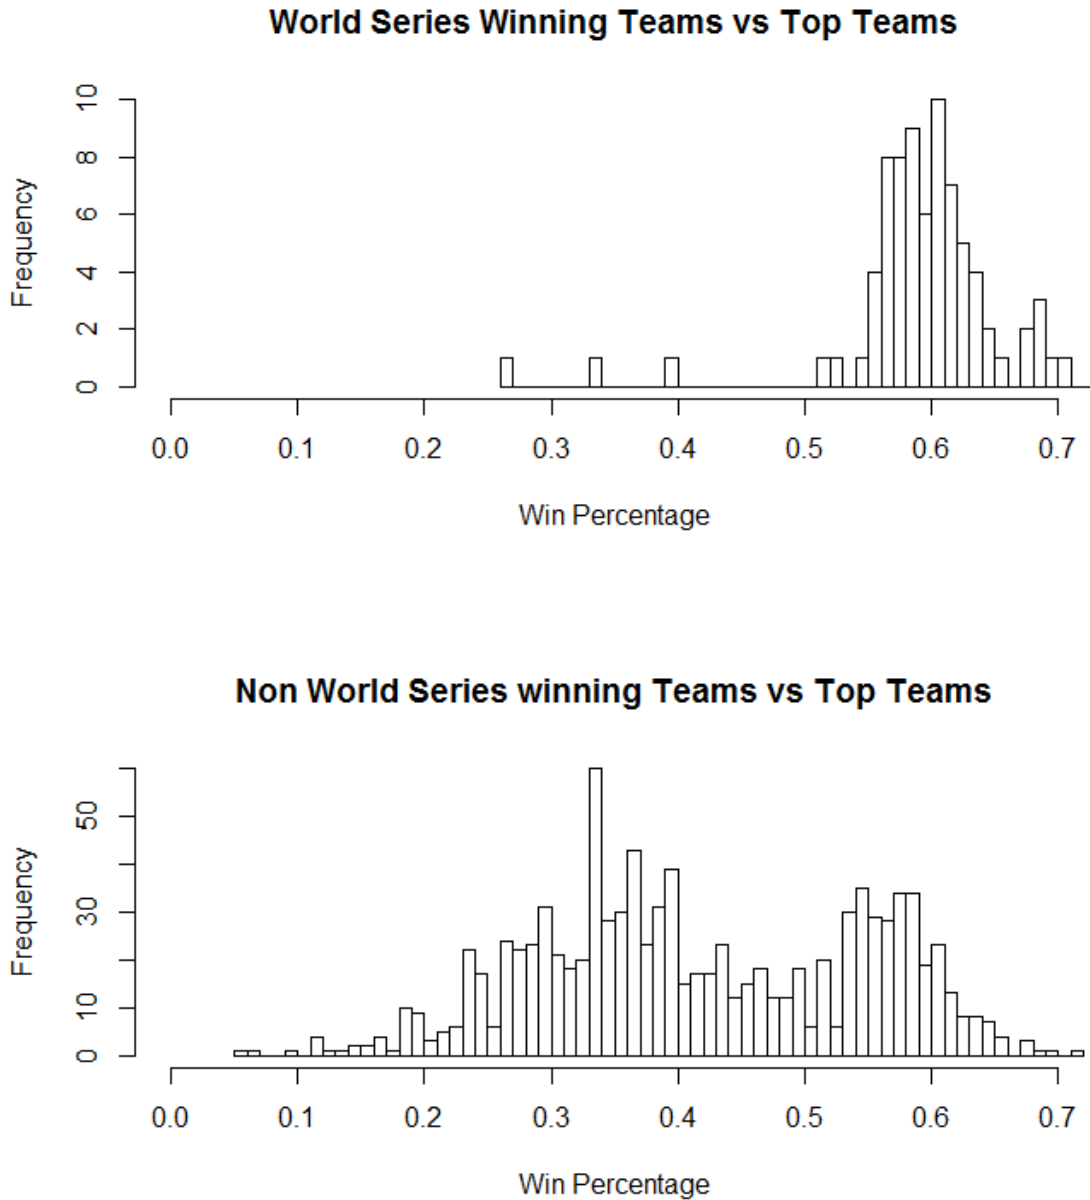 World Series Winning Teams vs Top Teams
Frequency
10
8
6
4
2
0
0.0 0.1 0.2 0.3 0.4 0.5 0.6 0.7
Win Percentage
Non World Series winning Teams vs Top Teams
Frequency
50
30
10
0
0.0 0.1 0.2 0.3 0.4 0.5 0.6 0.7
Win Percentage